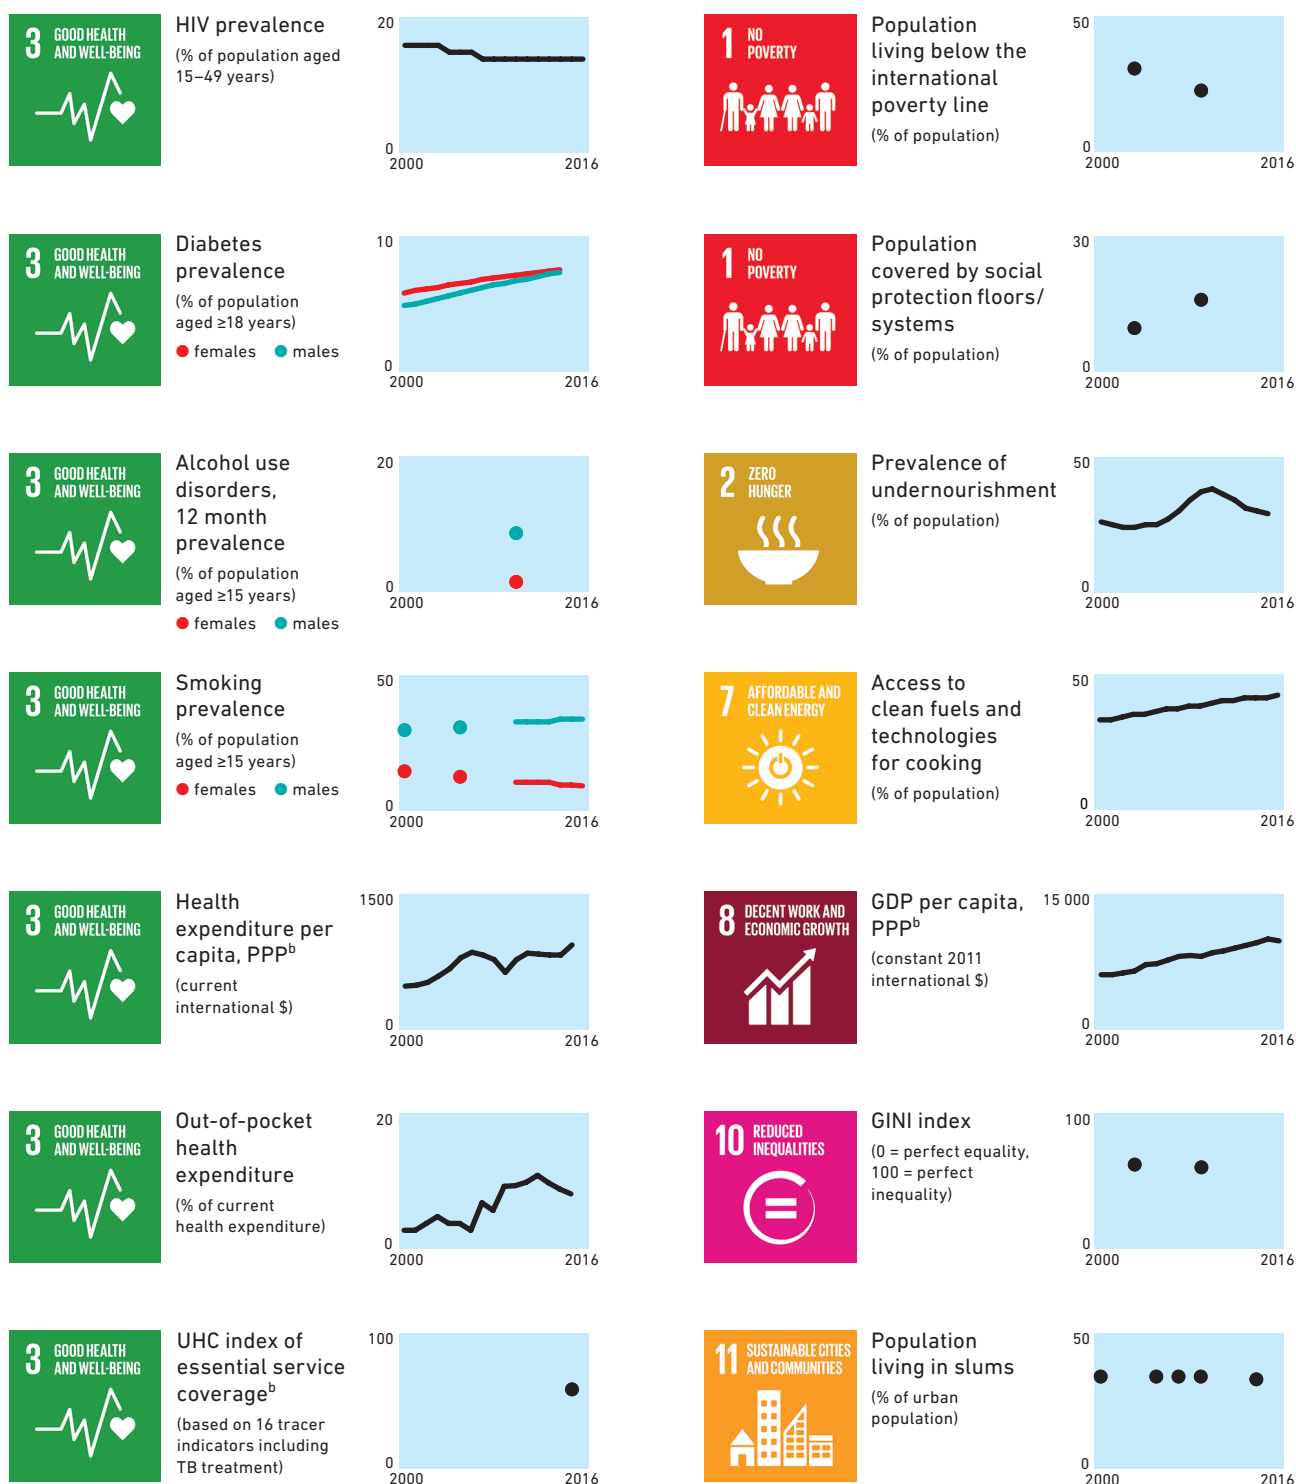 3 GOOD HEALTH
AND WELL-BEING
HIV prevalence
(% of population aged
15–49 years)
20
0
2000 2016
1 NO
POVERTY
Population
living below the
international
poverty line
(% of population)
50
0
2000 2016
3 GOOD HEALTH
AND WELL-BEING
Diabetes
prevalence
(% of population
aged ≥18 years)
females males
10
0
2000 2016
1 NO
POVERTY
Population
covered by social
protection floors/
systems
(% of population)
30
0
2000 2016
3 GOOD HEALTH
AND WELL-BEING
Alcohol use
disorders,
12 month
prevalence
(% of population
aged ≥15 years)
females males
20
0
2000 2016
2 ZERO
HUNGER
Prevalence of
undernourishment
(% of population)
50
0
2000 2016
3 GOOD HEALTH
AND WELL-BEING
Smoking
prevalence
(% of population
aged ≥15 years)
females males
50
0
2000 2016
7 AFFORDABLE AND
CLEAN ENERGY
Access to
clean fuels and
technologies
for cooking
(% of population)
50
0
2000 2016
3 GOOD HEALTH
AND WELL-BEING
Health
expenditure per
capita, PPPᵇ
(current
international $)
1500
0
2000 2016
8 DECENT WORK AND
ECONOMIC GROWTH
GDP per capita,
PPPᵇ
(constant 2011
international $)
15 000
0
2000 2016
3 GOOD HEALTH
AND WELL-BEING
Out-of-pocket
health
expenditure
(% of current
health expenditure)
20
0
2000 2016
10 REDUCED
INEQUALITIES
GINI index
(0 = perfect equality,
100 = perfect
inequality)
100
0
2000 2016
3 GOOD HEALTH
AND WELL-BEING
UHC index of
essential service
coverageᵇ
(based on 16 tracer
indicators including
TB treatment)
100
0
2000 2016
11 SUSTAINABLE CITIES
AND COMMUNITIES
Population
living in slums
(% of urban
population)
50
0
2000 2016